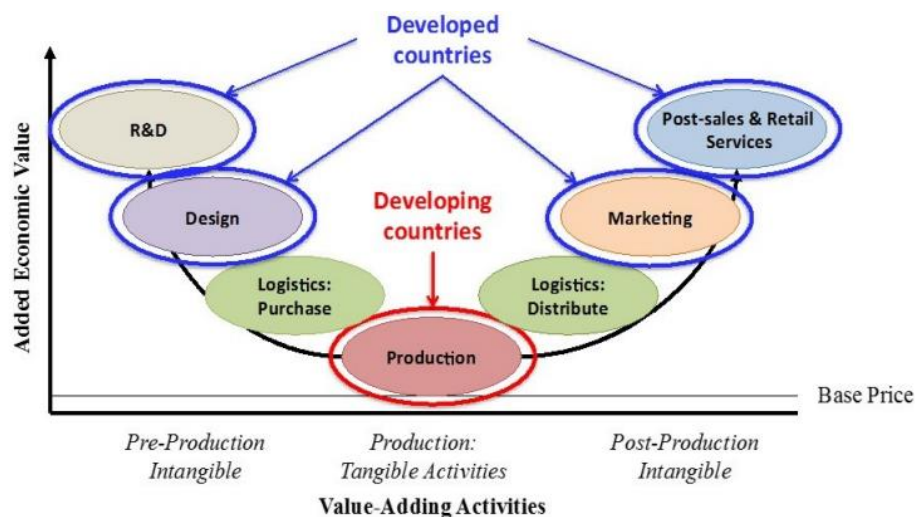 Developed
countries
R&D
Post-sales & Retail
Services
Design
Developing
countries
Marketing
Logistics:
Purchase
Logistics:
Distribute
Production
Added Economic Value
Base Price
Pre-Production
Intangible
Production:
Tangible Activities
Post-Production
Intangible
Value-Adding Activities